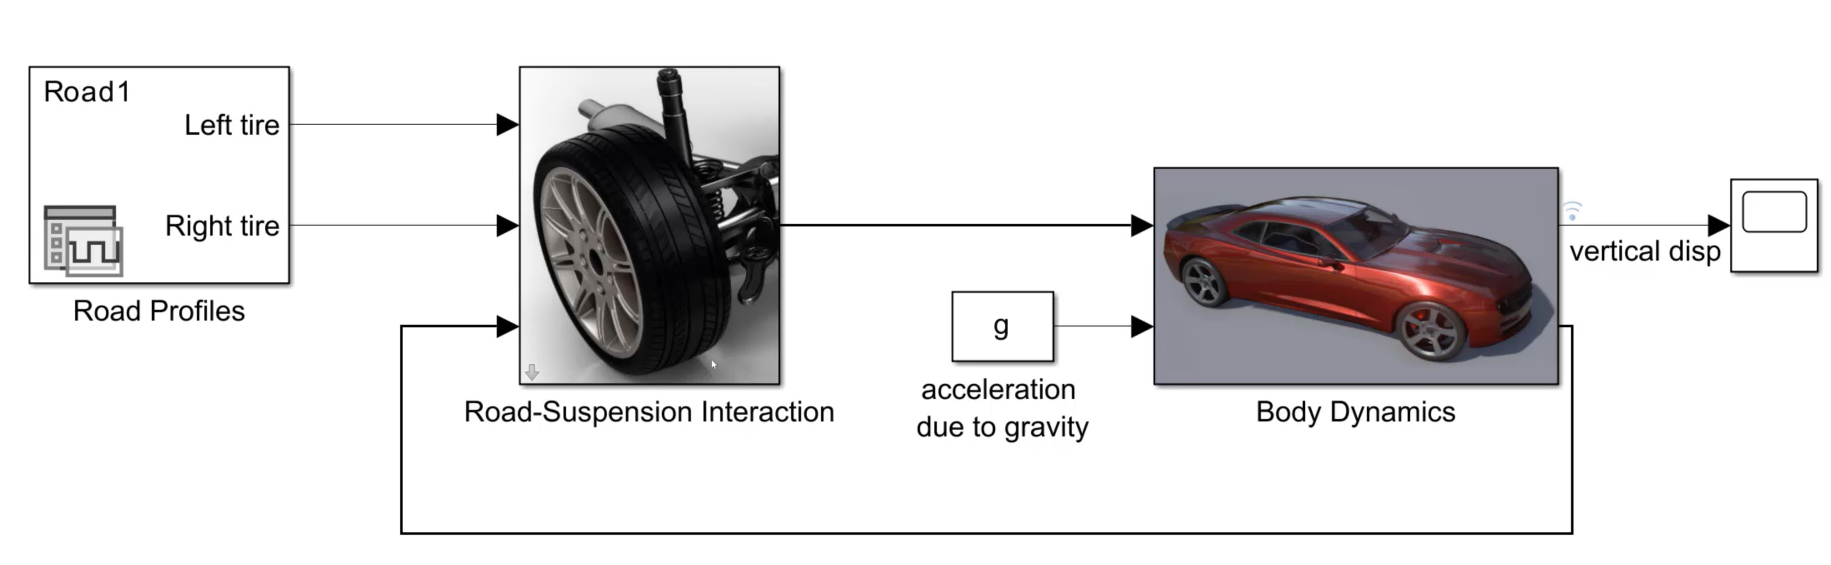 Road1
Left tire
Right tire
Road Profiles
Road-Suspension Interaction
g
acceleration
due to gravity
Body Dynamics
vertical disp